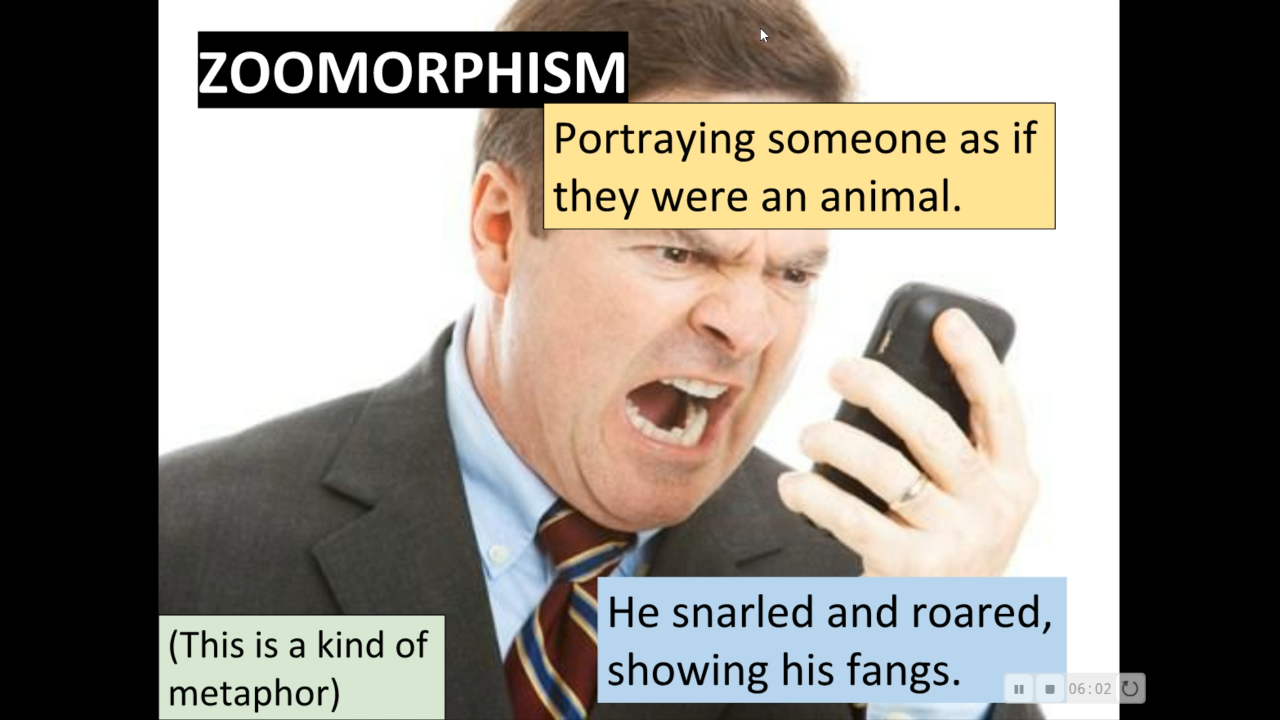 ZOOMORPHISM
Portraying someone as if
they were an animal.
He snarled and roared,
showing his fangs.
(This is a kind of
metaphor)
06:02